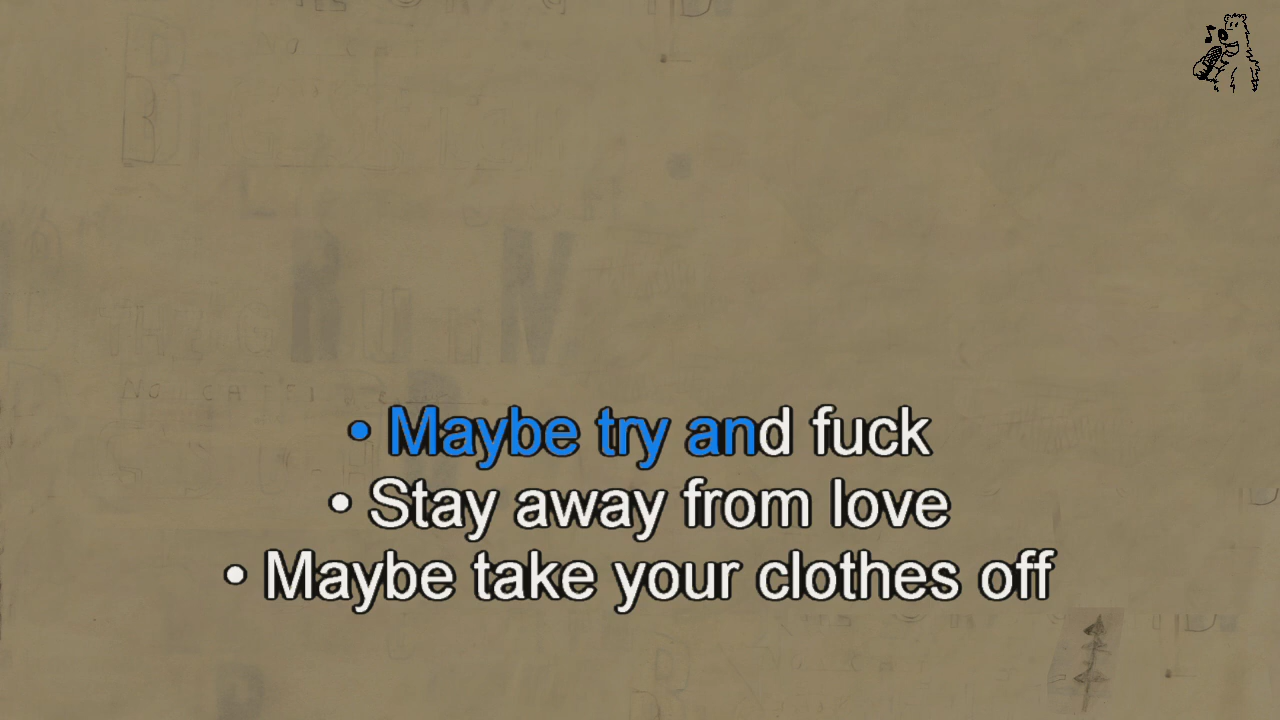 • Maybe try and fuck
• Stay away from love
• Maybe take your clothes off